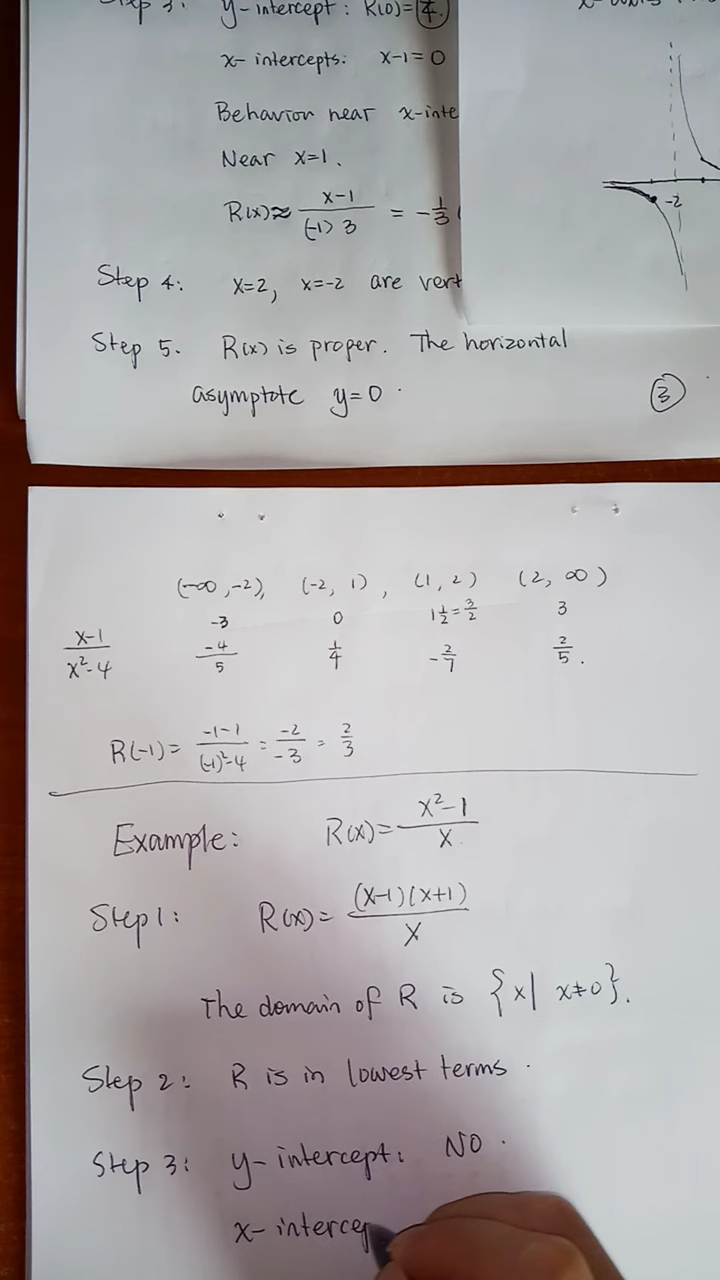 Step 3: y-intercept: R(0)=1/4.
x-intercepts: x-1=0
Behavior near x-inte
Near x=1.
R(x)≈ x-1/(-1) 3 = -1/3 (
-2
Step 4: x=2, x=-2 are vert
Step 5. R(x) is proper. The horizontal
asymptote y=0.
3
(-∞,-2), (-2, 1), (1, 2) (2, ∞)
-3 0 1 1/2 = 3/2 3
x-1/x²-4 -4/5 1/4 -2/7 2/5.
R(-1) = -1-1/(-1)²-4 = -2/-3 = 2/3
Example: R(x)= x²-1/x.
Step 1: R(x)= (x-1)(x+1)/x
The domain of R is {x| x≠0}.
Step 2: R is in lowest terms.
Step 3: y-intercept: NO.
x-intercep